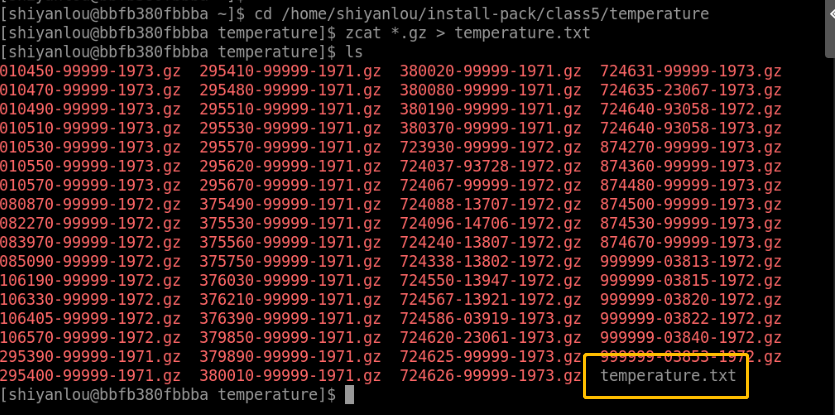 [shiyanlou@bbfb380fbbba ~]$ cd /home/shiyanlou/install-pack/class5/temperature
[shiyanlou@bbfb380fbbba temperature]$ zcat *.gz > temperature.txt
[shiyanlou@bbfb380fbbba temperature]$ ls
010450-99999-1973.gz  295410-99999-1971.gz  380020-99999-1971.gz  724631-99999-1973.gz
010470-99999-1973.gz  295480-99999-1971.gz  380080-99999-1971.gz  724635-23067-1973.gz
010490-99999-1973.gz  295510-99999-1971.gz  380190-99999-1971.gz  724640-93058-1972.gz
010510-99999-1973.gz  295530-99999-1971.gz  380370-99999-1971.gz  724640-93058-1973.gz
010530-99999-1973.gz  295570-99999-1971.gz  723930-99999-1972.gz  874270-99999-1973.gz
010550-99999-1973.gz  295620-99999-1971.gz  724037-93728-1972.gz  874360-99999-1973.gz
010570-99999-1973.gz  295670-99999-1971.gz  724067-99999-1972.gz  874480-99999-1973.gz
080870-99999-1972.gz  375490-99999-1971.gz  724088-13707-1972.gz  874500-99999-1973.gz
082270-99999-1972.gz  375530-99999-1971.gz  724096-14706-1972.gz  874530-99999-1973.gz
083970-99999-1972.gz  375560-99999-1971.gz  724240-13807-1972.gz  874670-99999-1973.gz
085090-99999-1972.gz  375750-99999-1971.gz  724338-13802-1972.gz  999999-03813-1972.gz
106190-99999-1972.gz  376030-99999-1971.gz  724550-13947-1972.gz  999999-03815-1972.gz
106330-99999-1972.gz  376210-99999-1971.gz  724567-13921-1972.gz  999999-03820-1972.gz
106405-99999-1972.gz  376390-99999-1971.gz  724586-03919-1973.gz  999999-03822-1972.gz
106570-99999-1972.gz  379850-99999-1971.gz  724620-23061-1973.gz  999999-03840-1972.gz
295390-99999-1971.gz  379890-99999-1971.gz  724625-99999-1973.gz  999999-03853-1972.gz
295400-99999-1971.gz  380010-99999-1971.gz  724626-99999-1973.gz  temperature.txt
[shiyanlou@bbfb380fbbba temperature]$